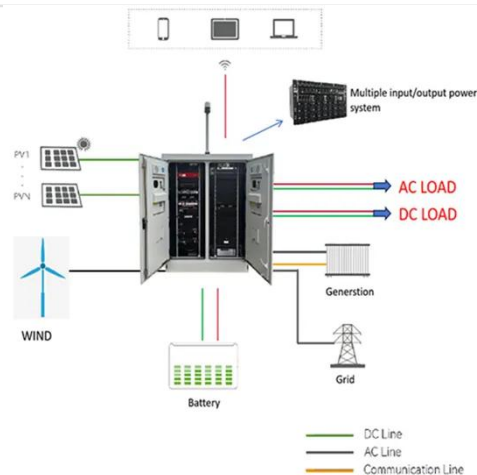 Multiple input/output power
system
PV1
PVN
AC LOAD
DC LOAD
WIND
Generstion
Grid
Battery
DC Line
AC Line
Communication Line